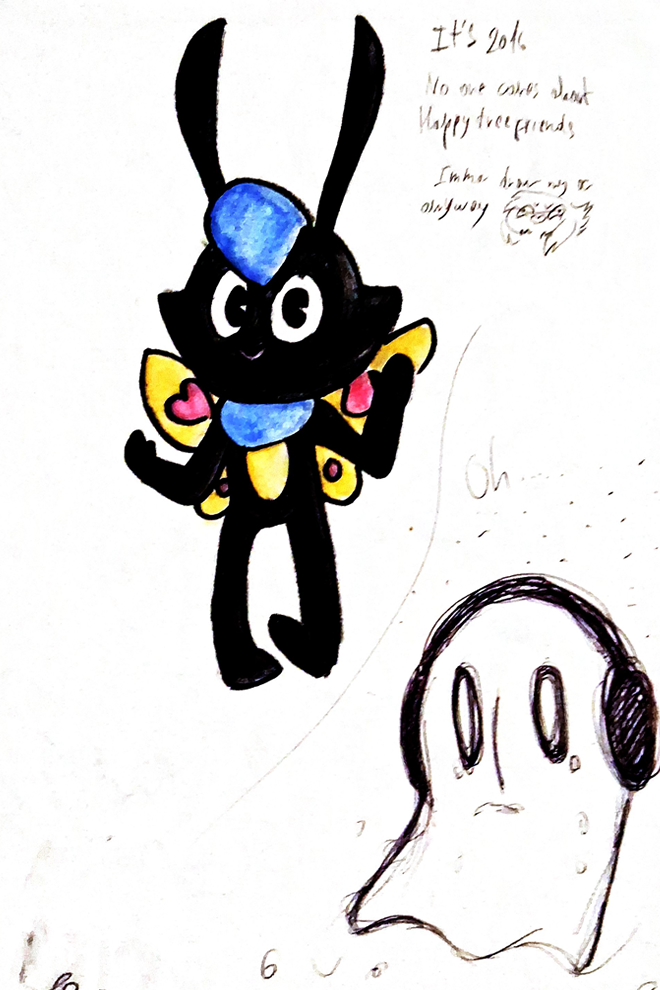 It's 2016
No one cares about
Happy tree friends
Imma draw my oc
anyway
Oh......